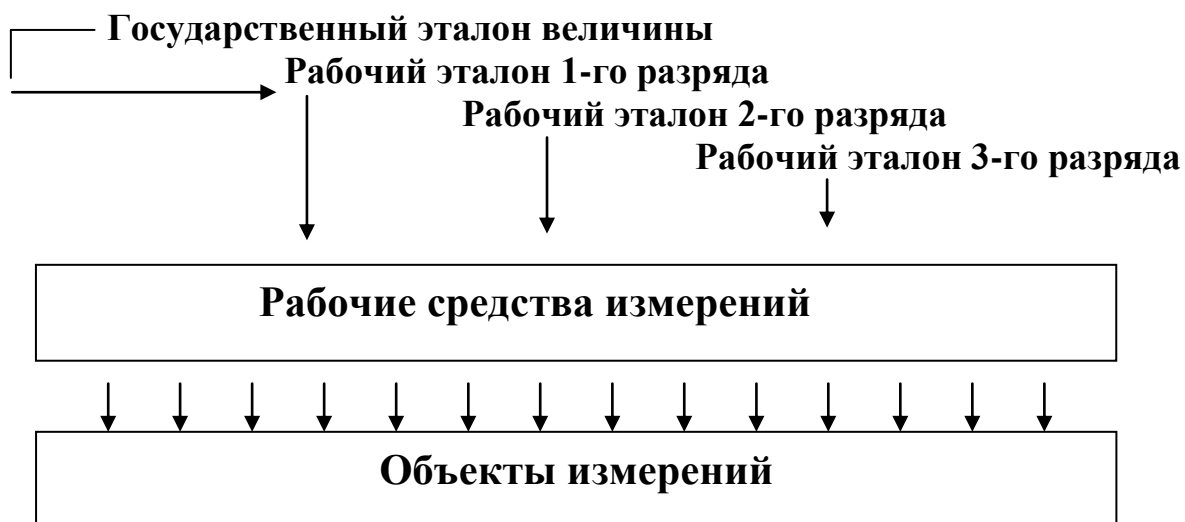 Государственный эталон величины
Рабочий эталон 1-го разряда
Рабочий эталон 2-го разряда
Рабочий эталон 3-го разряда
Рабочие средства измерений
Объекты измерений